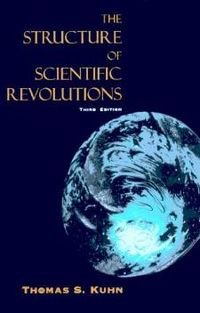 THE
STRUCTURE
OF
SCIENTIFIC
REVOLUTIONS
THIRD EDITION
THOMAS S. KUHN